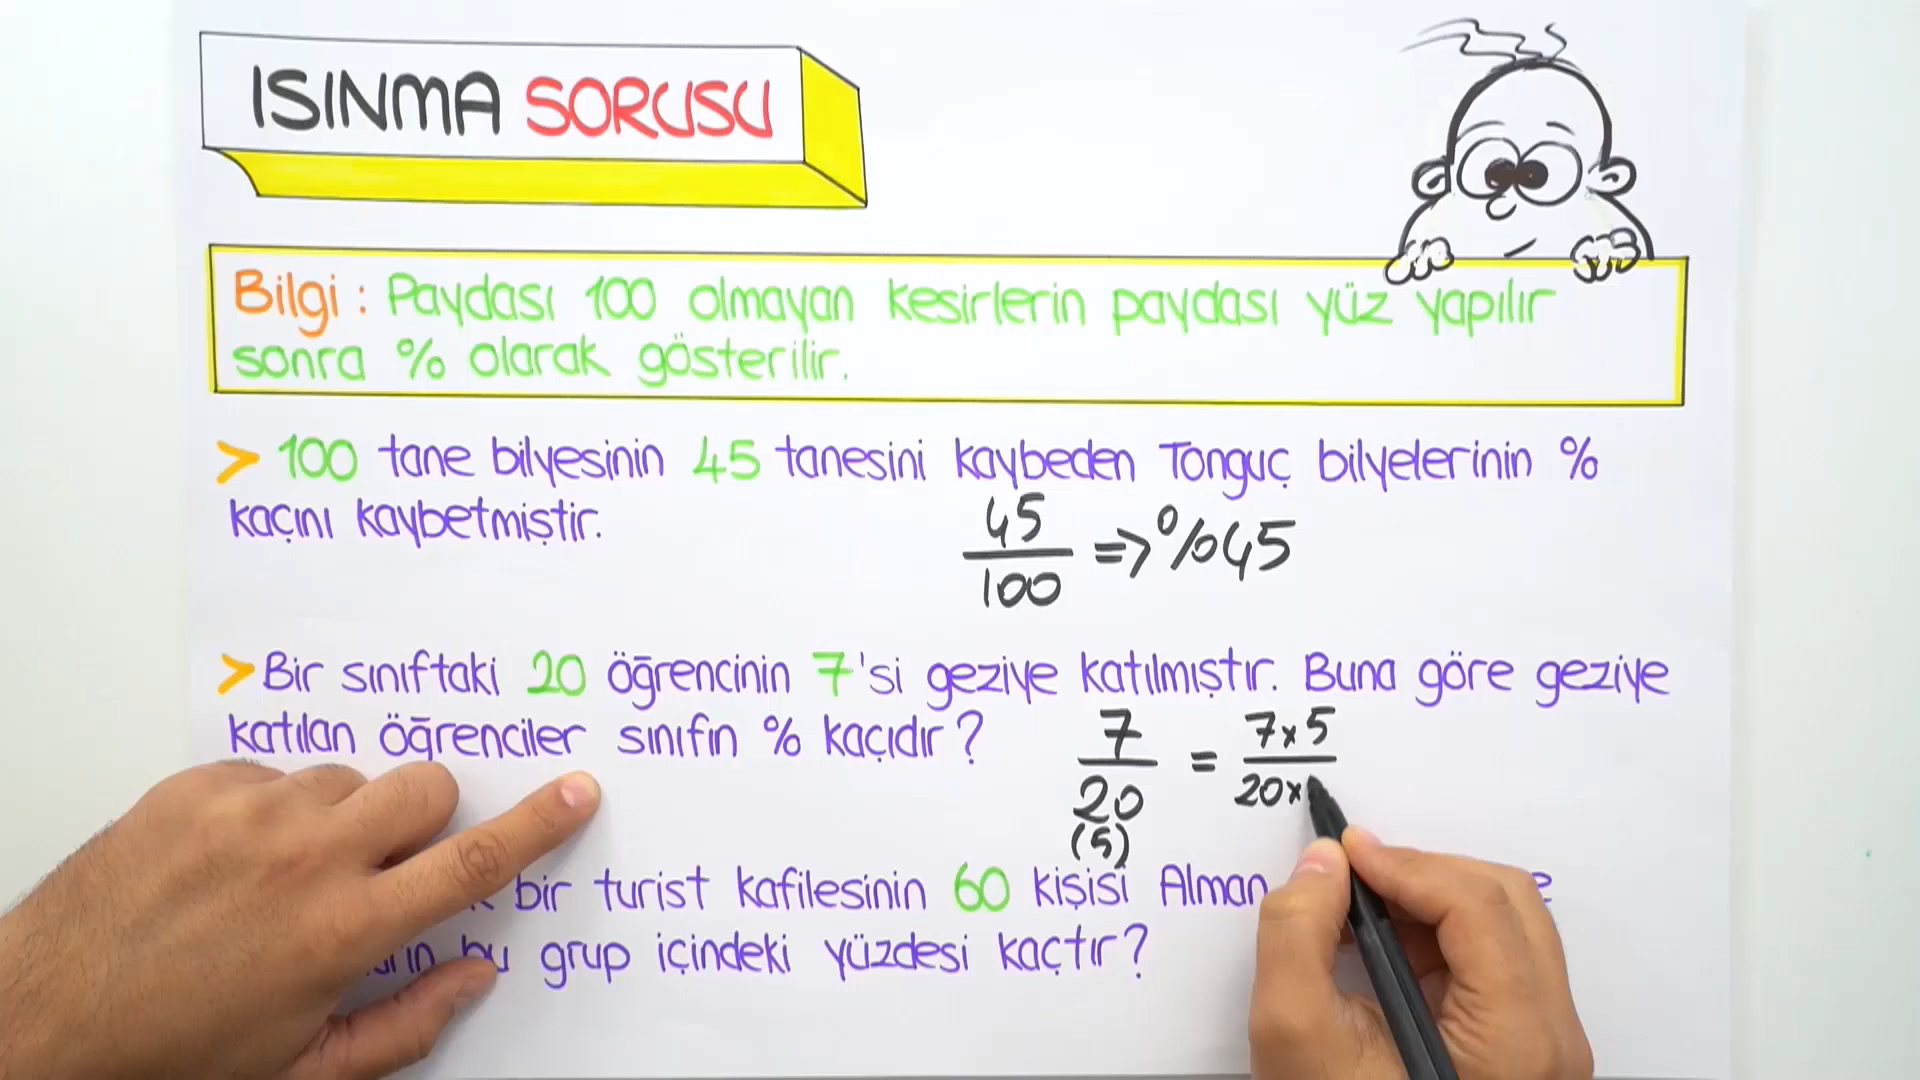 ISINMA SORUSU
Bilgi : Paydası 100 olmayan kesirlerin paydası yüz yapılır
sonra % olarak gösterilir.
> 100 tane bilyesinin 45 tanesini kaybeden Tonguç bilyelerinin %
kaçını kaybetmiştir.
45
100
=> %45
> Bir sınıftaki 20 öğrencinin 7'si geziye katılmıştır. Buna göre geziye
katılan öğrenciler sınıfın % kaçıdır?
7
20
(5)
=
7x5
20x
bir turist kafilesinin 60 kişisi Alman
bu grup içindeki yüzdesi kaçtır?